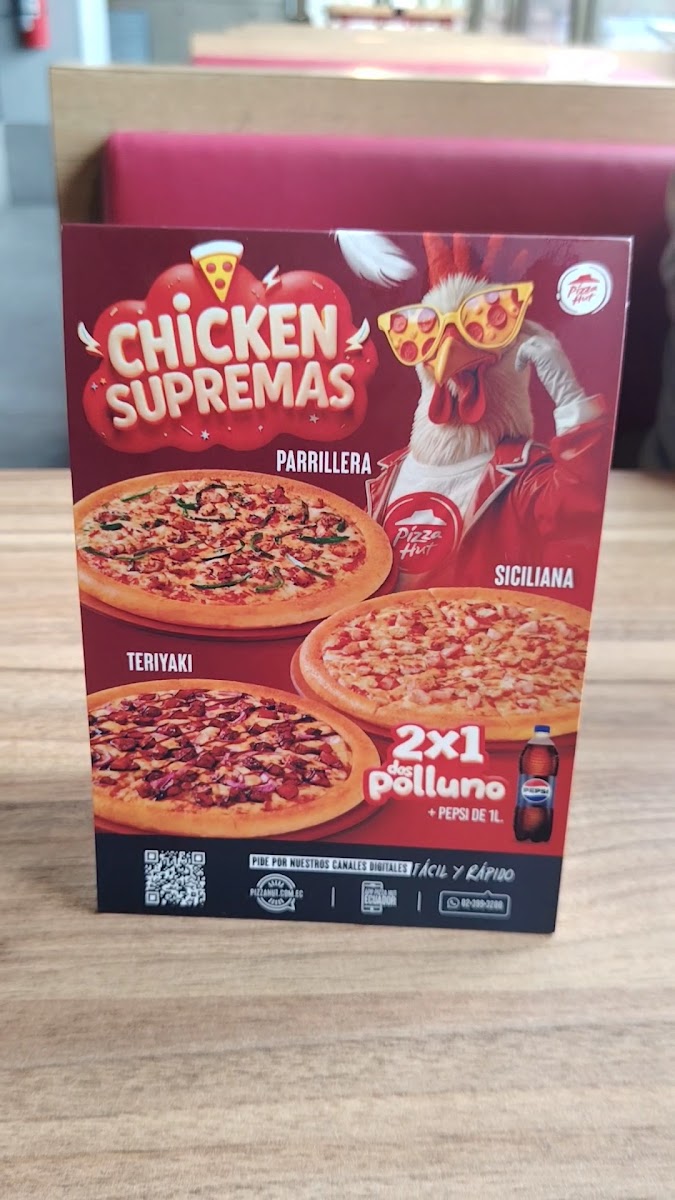 CHiCKEN
SUPREMAS
Pizza
Hut
PARRILLERA
Pizza
Hut
SICILIANA
TERIYAKI
2x1
dos
polluno
PEPSI
+ PEPSI DE 1L.
PIDE POR NUESTROS CANALES DIGITALES FÁCIL Y RÁPIDO
PIZZAHUT.COM.EC
ECUADOR